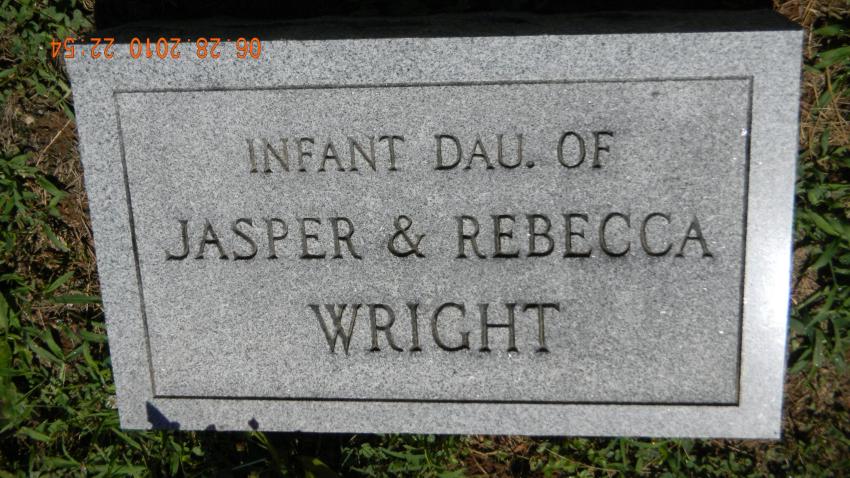 06.28.2010 22:54
INFANT DAU. OF
JASPER & REBECCA
WRIGHT